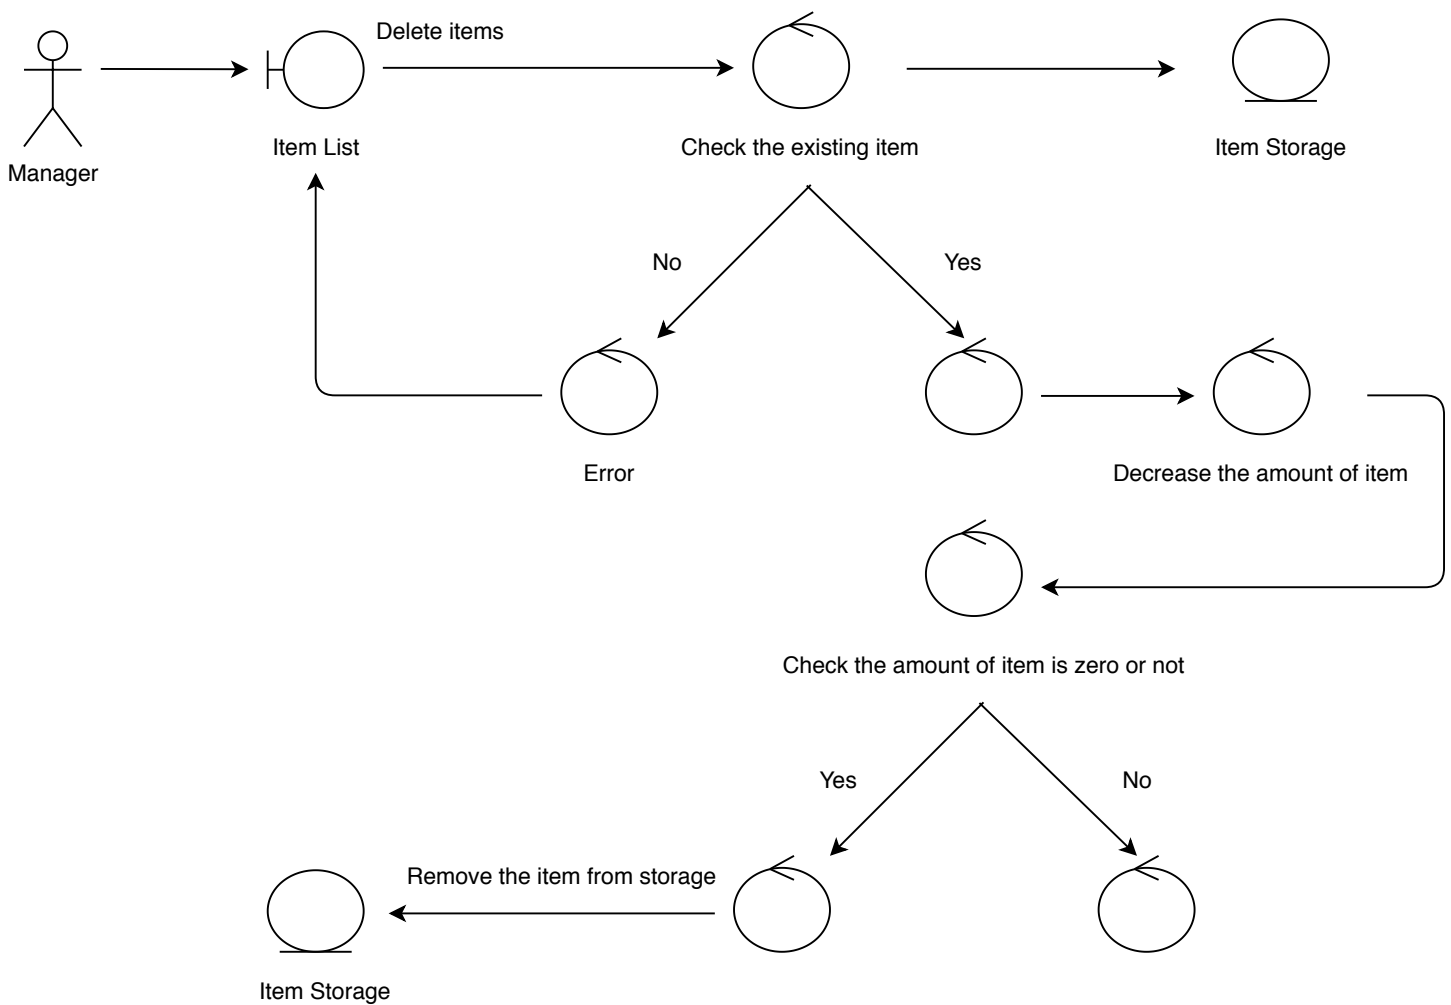 Delete items
Item List
Check the existing item
Item Storage
Manager
No
Yes
Error
Decrease the amount of item
Check the amount of item is zero or not
Yes
No
Remove the item from storage
Item Storage